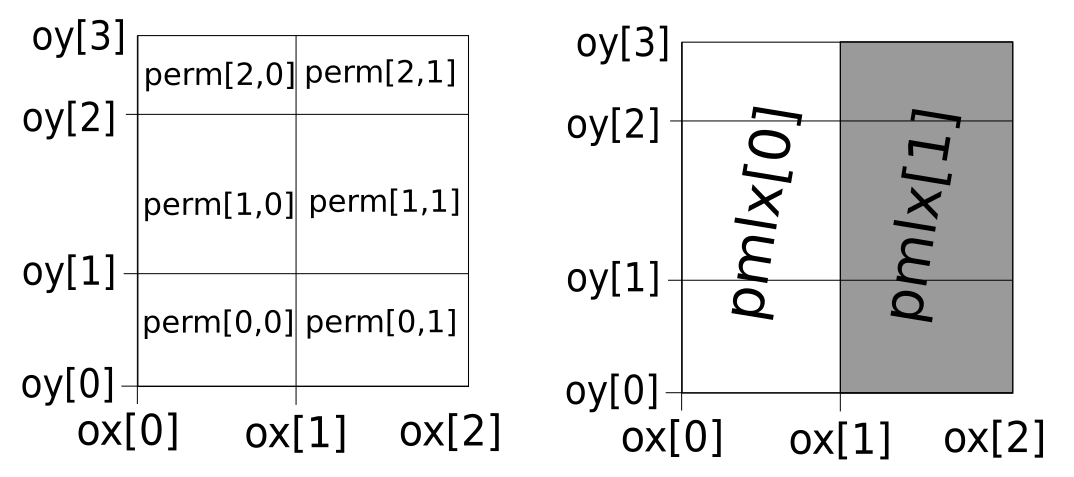 oy[3]
perm[2,0] perm[2,1]
oy[2]
perm[1,0] perm[1,1]
oy[1]
perm[0,0] perm[0,1]
oy[0]
ox[0] ox[1] ox[2]
oy[3]
oy[2]
pmlx[0] pmlx[1]
oy[1]
oy[0]
ox[0] ox[1] ox[2]